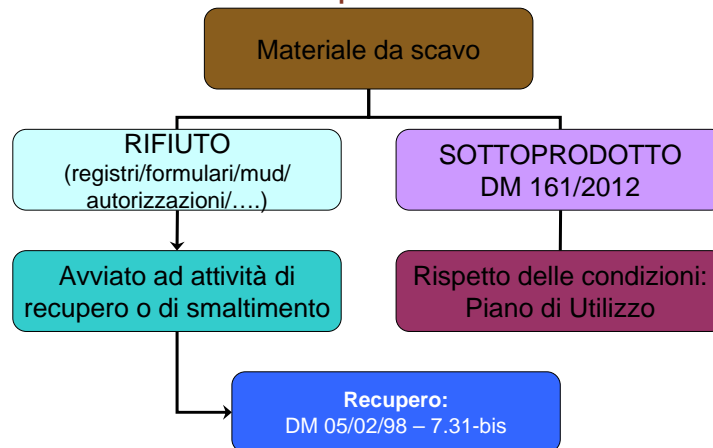 Materiale da scavo
RIFIUTO
(registri/formulari/mud/
autorizzazioni/….)
SOTTOPRODOTTO
DM 161/2012
Avviato ad attività di
recupero o di smaltimento
Rispetto delle condizioni:
Piano di Utilizzo
Recupero:
DM 05/02/98 – 7.31-bis